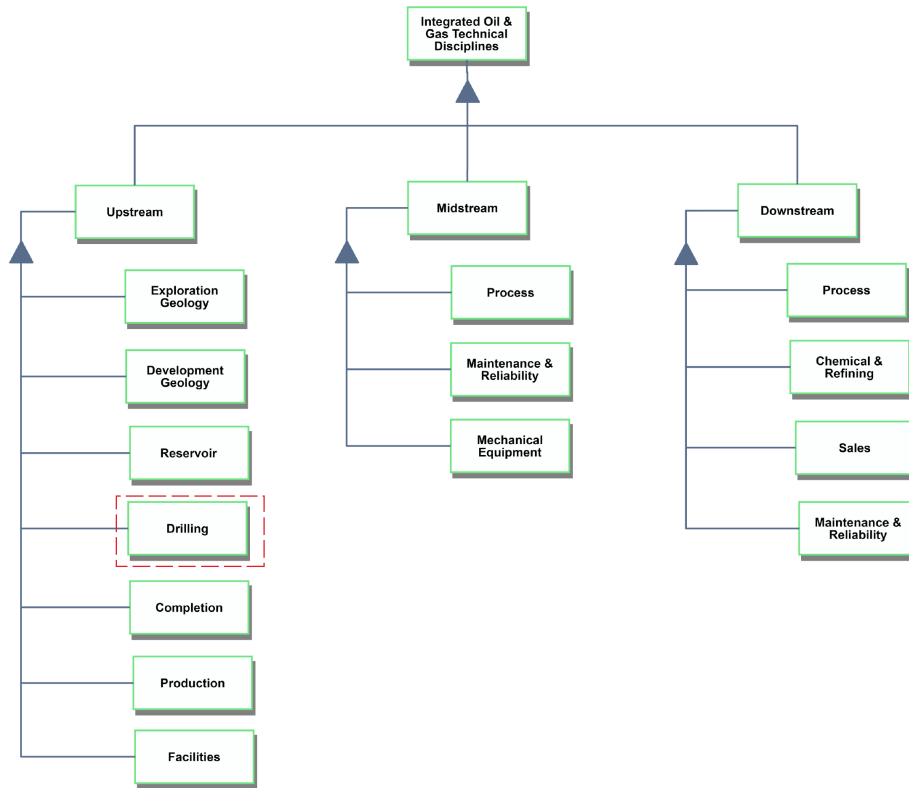 Integrated Oil &
Gas Technical
Disciplines
Upstream
Midstream
Downstream
Exploration
Geology
Development
Geology
Reservoir
Drilling
Completion
Production
Facilities
Process
Maintenance &
Reliability
Mechanical
Equipment
Process
Chemical &
Refining
Sales
Maintenance &
Reliability